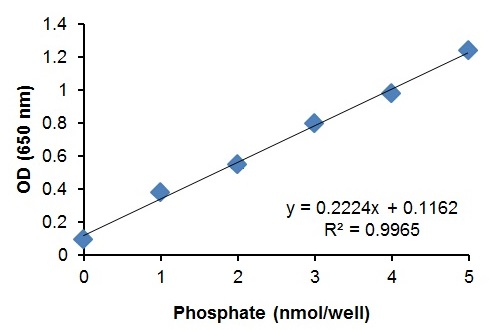 1.4
1.2
1
0.8
0.6
0.4
0.2
0
OD (650 nm)
y = 0.2224x + 0.1162
R² = 0.9965
0 1 2 3 4 5
Phosphate (nmol/well)